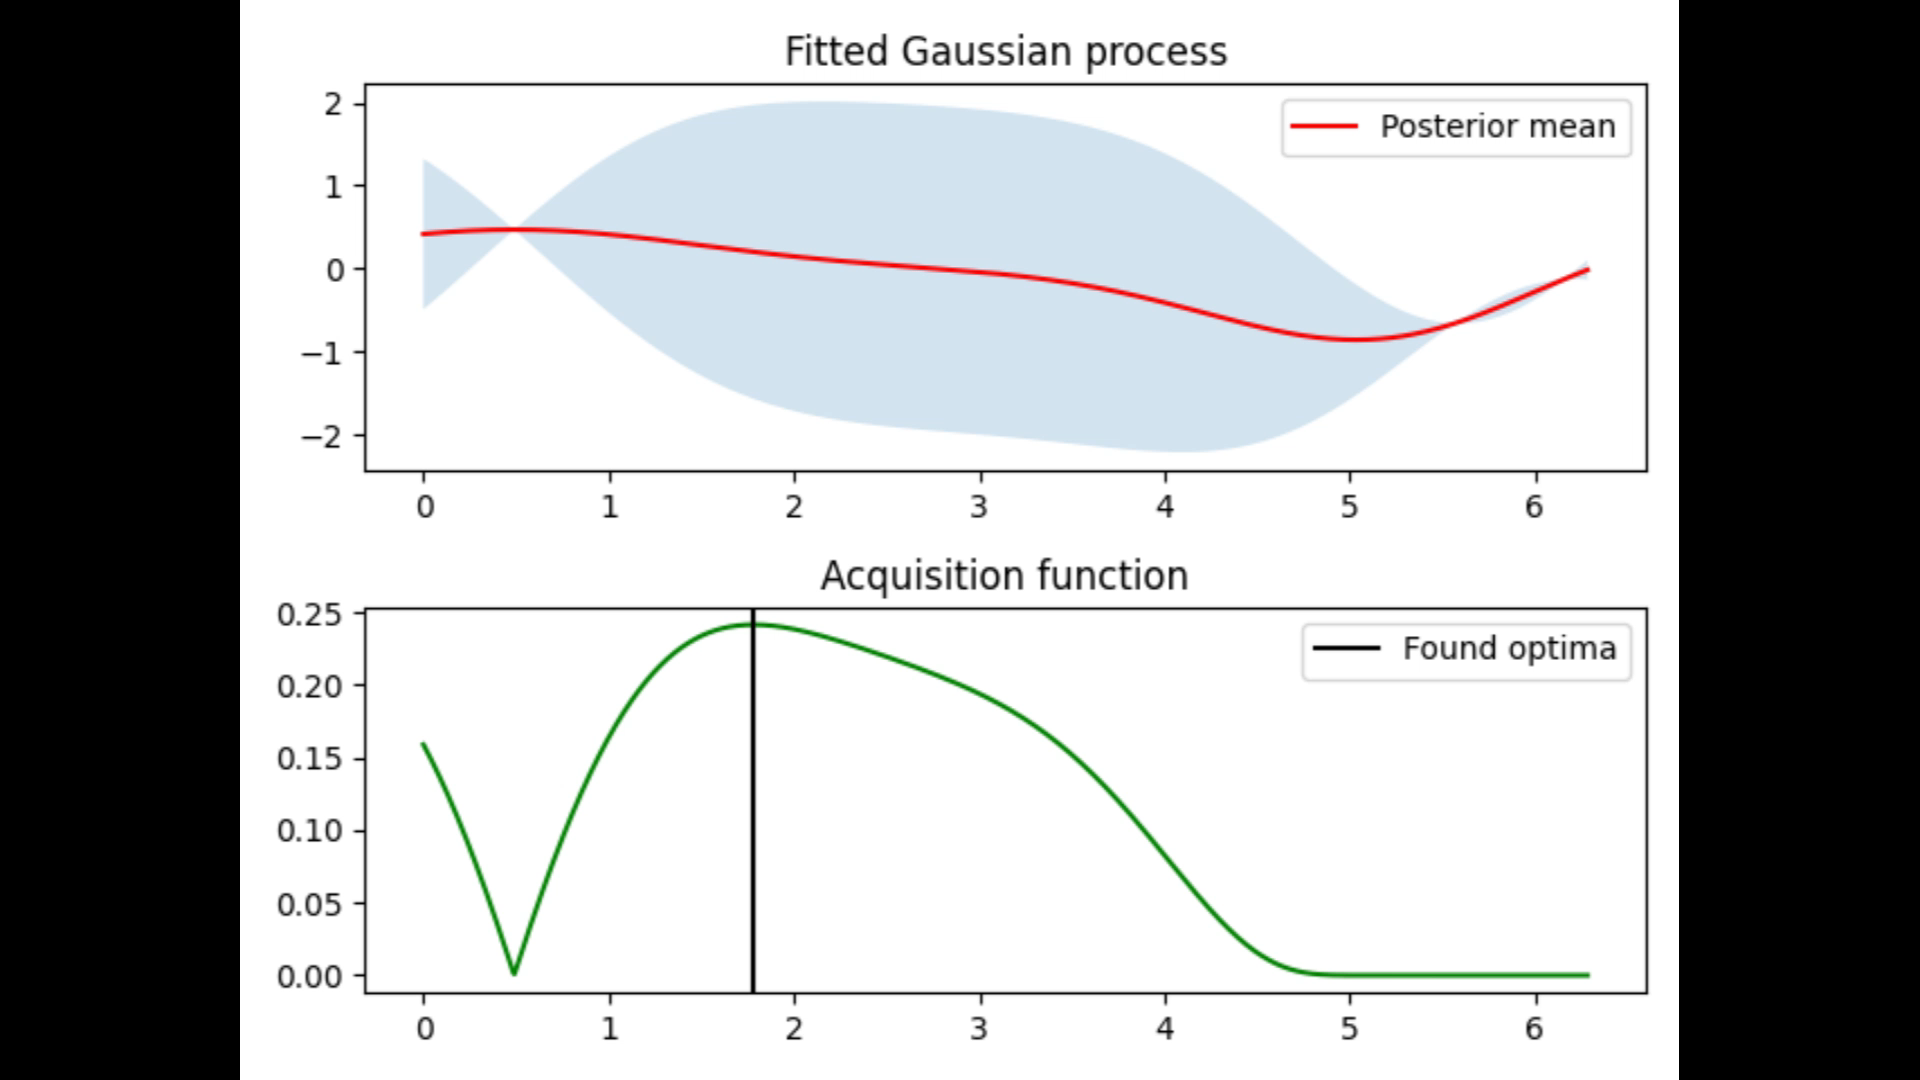 Fitted Gaussian process
2
1
0
−1
−2
Posterior mean
0 1 2 3 4 5 6
Acquisition function
0.25
0.20
0.15
0.10
0.05
0.00
Found optima
0 1 2 3 4 5 6